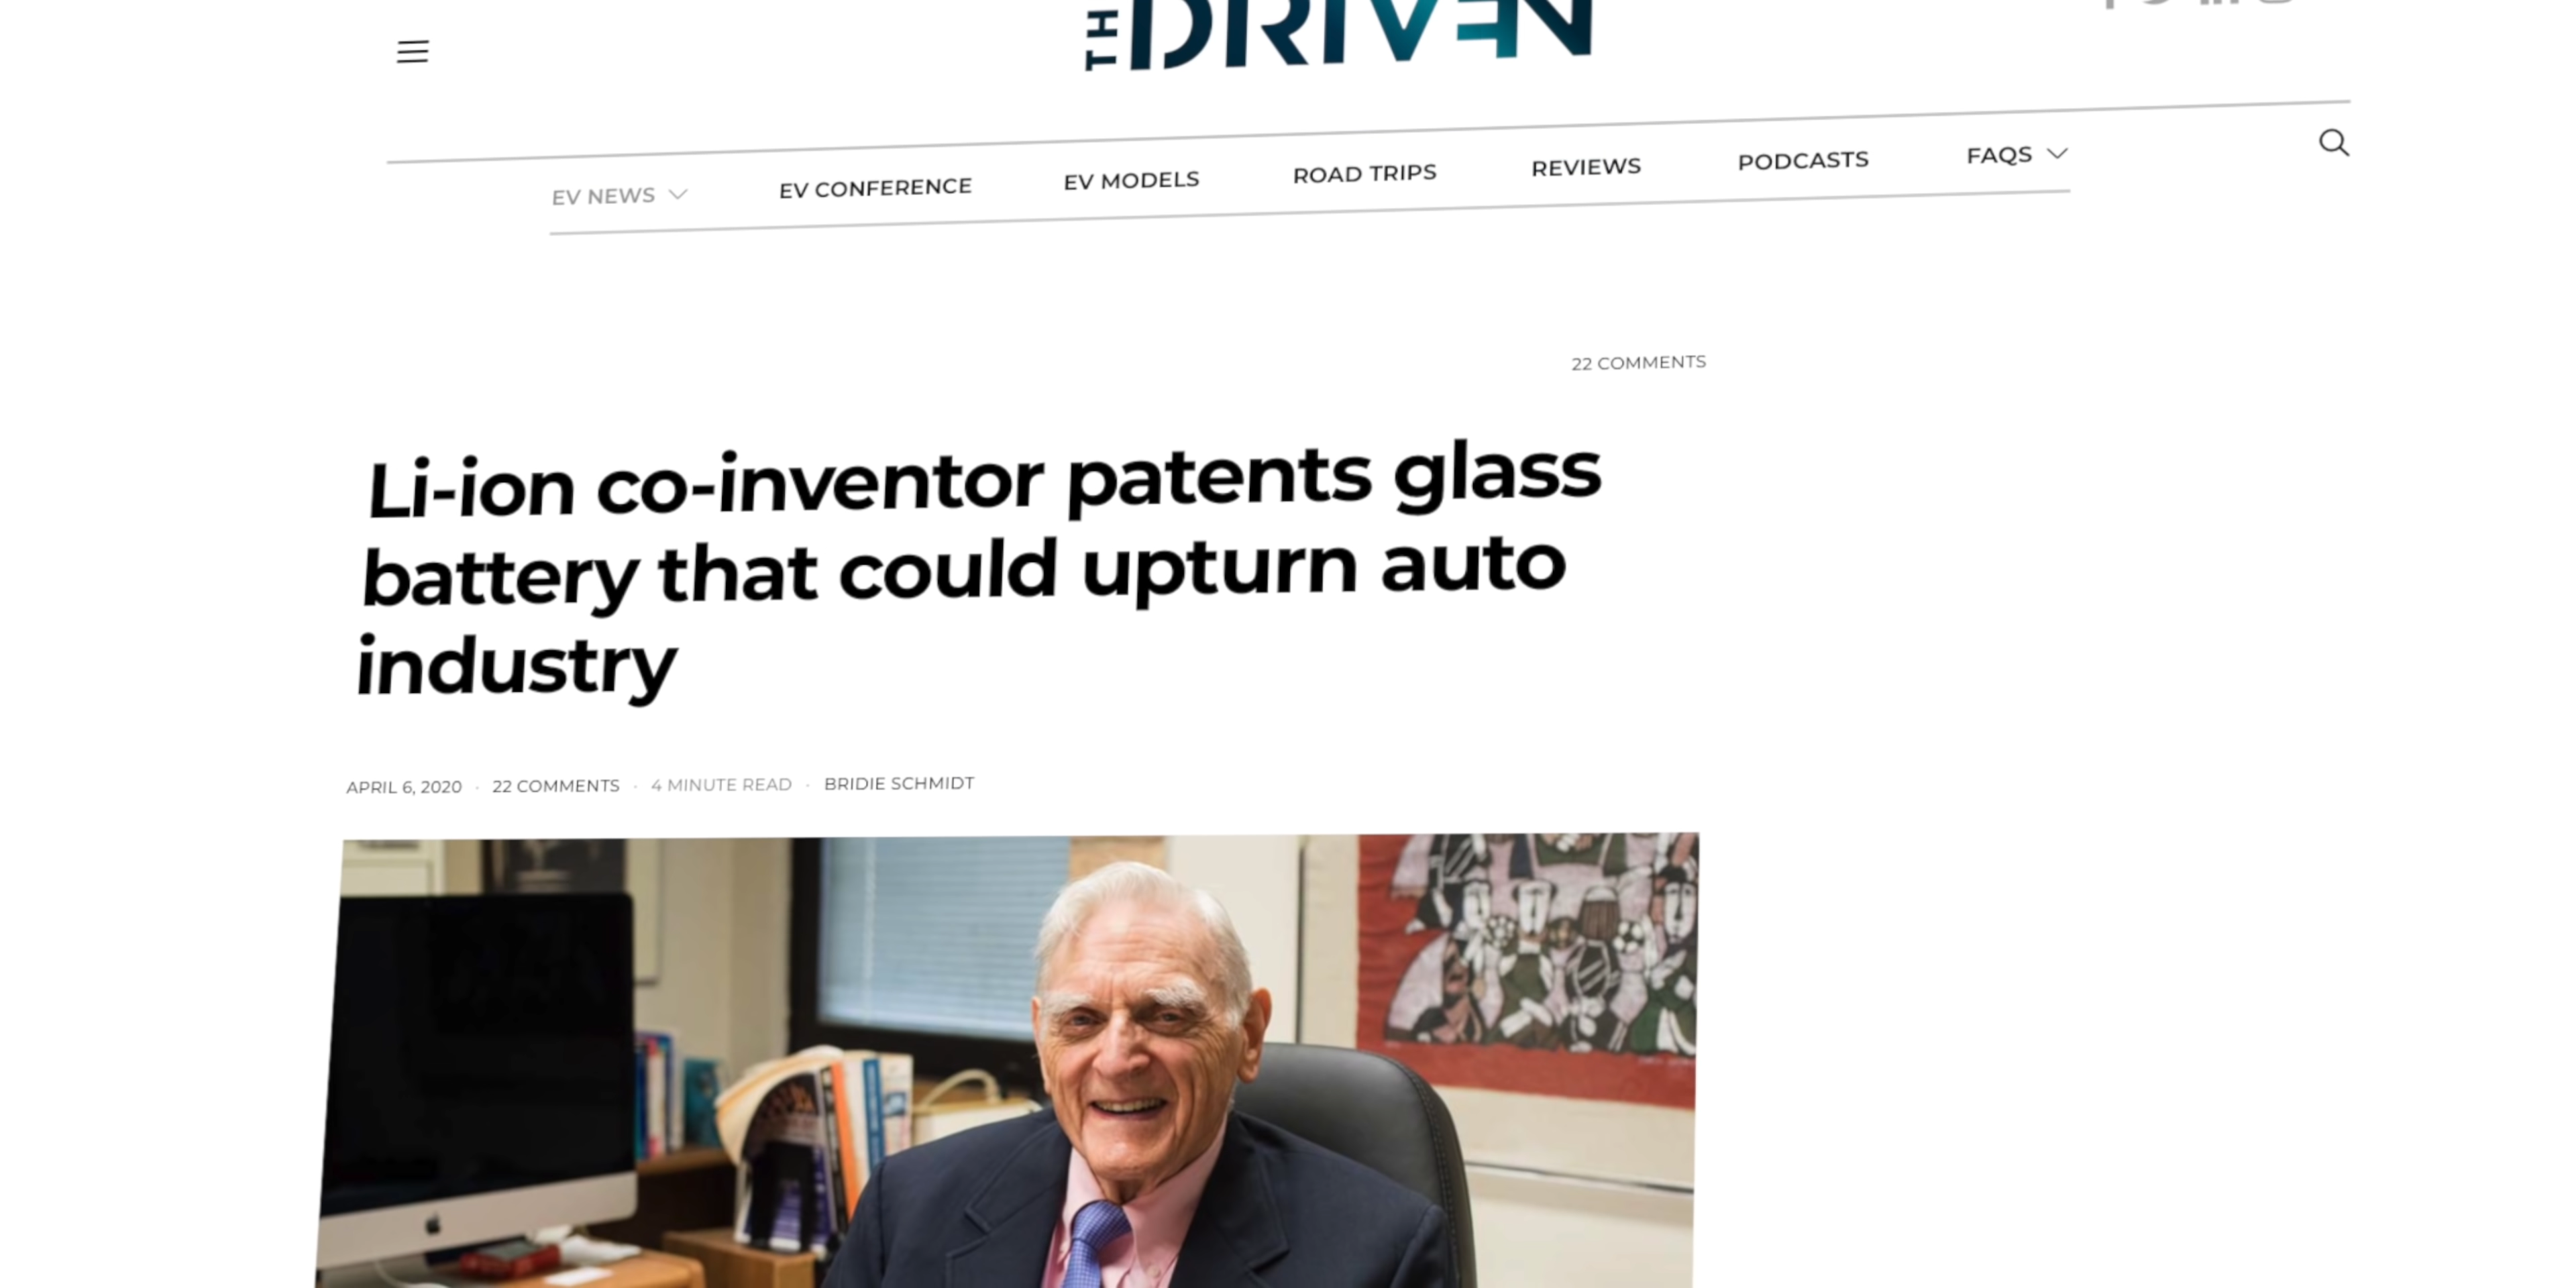 THE DRIVEN
EV NEWS
EV CONFERENCE
EV MODELS
ROAD TRIPS
REVIEWS
PODCASTS
FAQS
22 COMMENTS
Li-ion co-inventor patents glass
battery that could upturn auto
industry
APRIL 6, 2020 · 22 COMMENTS · 4 MINUTE READ · BRIDIE SCHMIDT